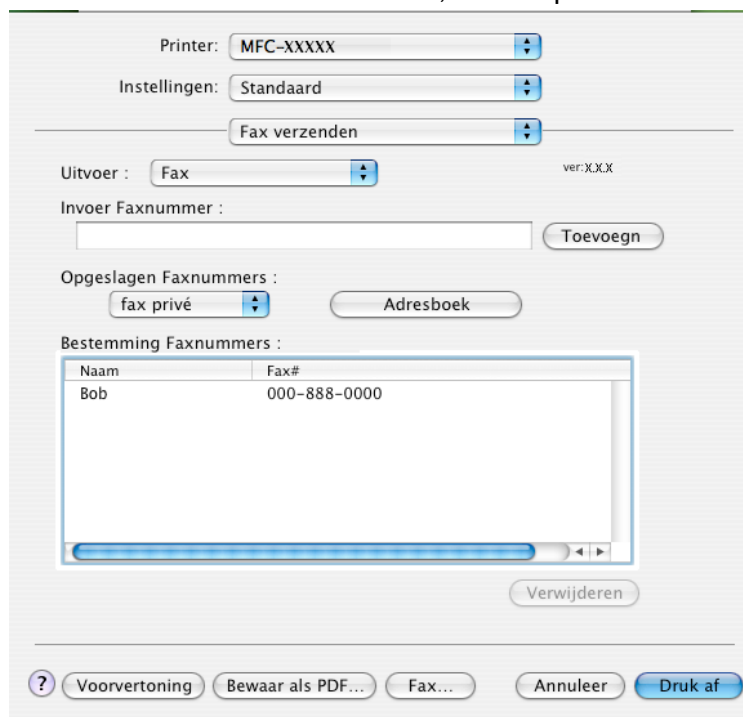 Printer: MFC-XXXXX
Instellingen: Standaard
Fax verzenden
Uitvoer : Fax ver:X.X.X
Invoer Faxnummer :
Toevoegn
Opgeslagen Faxnummers :
fax privé Adresboek
Bestemming Faxnummers :
Naam Fax#
Bob 000-888-0000
Verwijderen
? Voorvertoning Bewaar als PDF... Fax... Annuleer Druk af